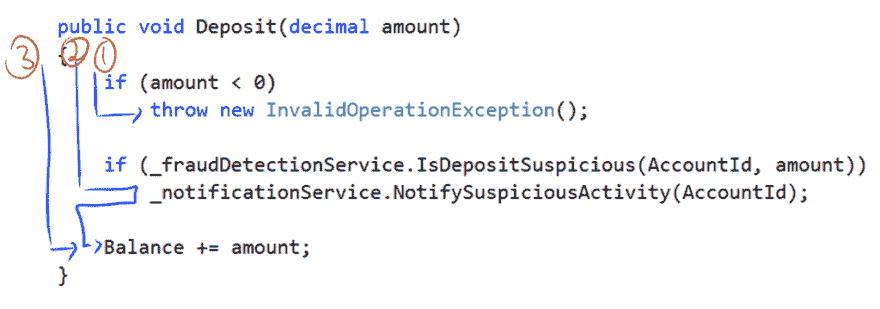 public void Deposit(decimal amount)
3 { 2 1
if (amount < 0)
throw new InvalidOperationException();
if (_fraudDetectionService.IsDepositSuspicious(AccountId, amount))
_notificationService.NotifySuspiciousActivity(AccountId);
Balance += amount;
}